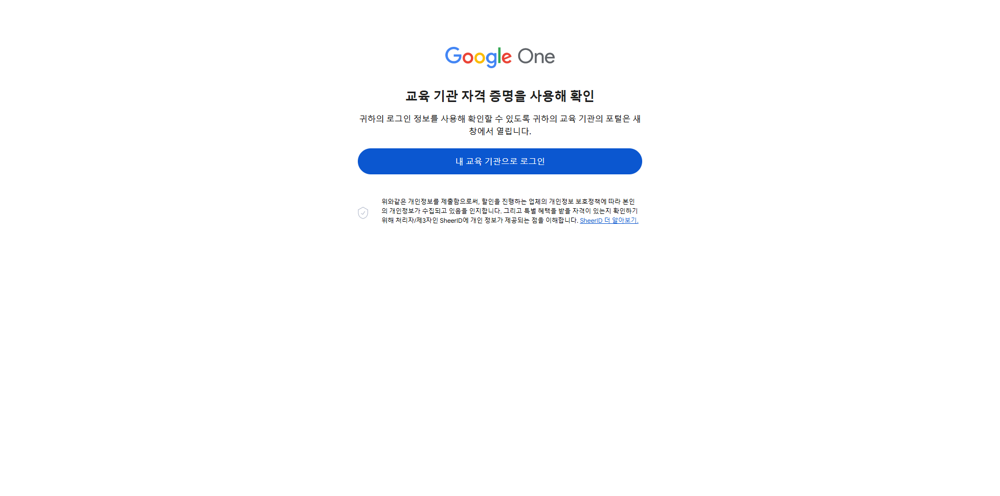 Google One
교육 기관 자격 증명을 사용해 확인
귀하의 로그인 정보를 사용해 확인할 수 있도록 귀하의 교육 기관의 포털은 새
창에서 열립니다.
내 교육 기관으로 로그인
위와같은 개인정보를 제출함으로써, 할인을 진행하는 업체의 개인정보 보호정책에 따라 본인
의 개인정보가 수집되고 있음을 인지합니다. 그리고 특별 혜택을 받을 자격이 있는지 확인하기
위해 처리자/제3자인 SheerID에 개인 정보가 제공되는 점을 이해합니다. SheerID 더 알아보기.